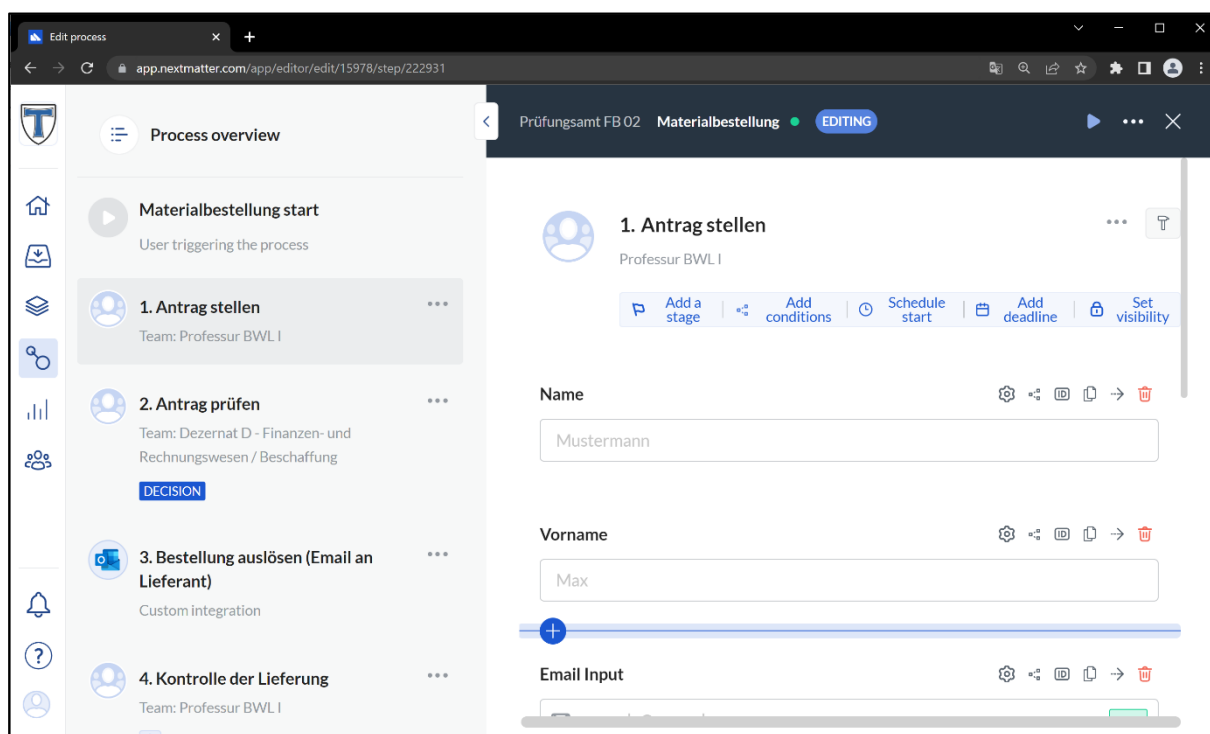 Edit process
app.nextmatter.com/app/editor/edit/15978/step/222931
T
Process overview
Materialbestellung start
User triggering the process
1. Antrag stellen
Team: Professur BWL I
2. Antrag prüfen
Team: Dezernat D - Finanzen- und
Rechnungswesen / Beschaffung
DECISION
3. Bestellung auslösen (Email an
Lieferant)
Custom integration
4. Kontrolle der Lieferung
Team: Professur BWL I
Prüfungsamt FB 02 Materialbestellung EDITING
1. Antrag stellen
Professur BWL I
Add a
stage
Add
conditions
Schedule
start
Add
deadline
Set
visibility
Name
ID
Mustermann
Vorname
ID
Max
Email Input
ID